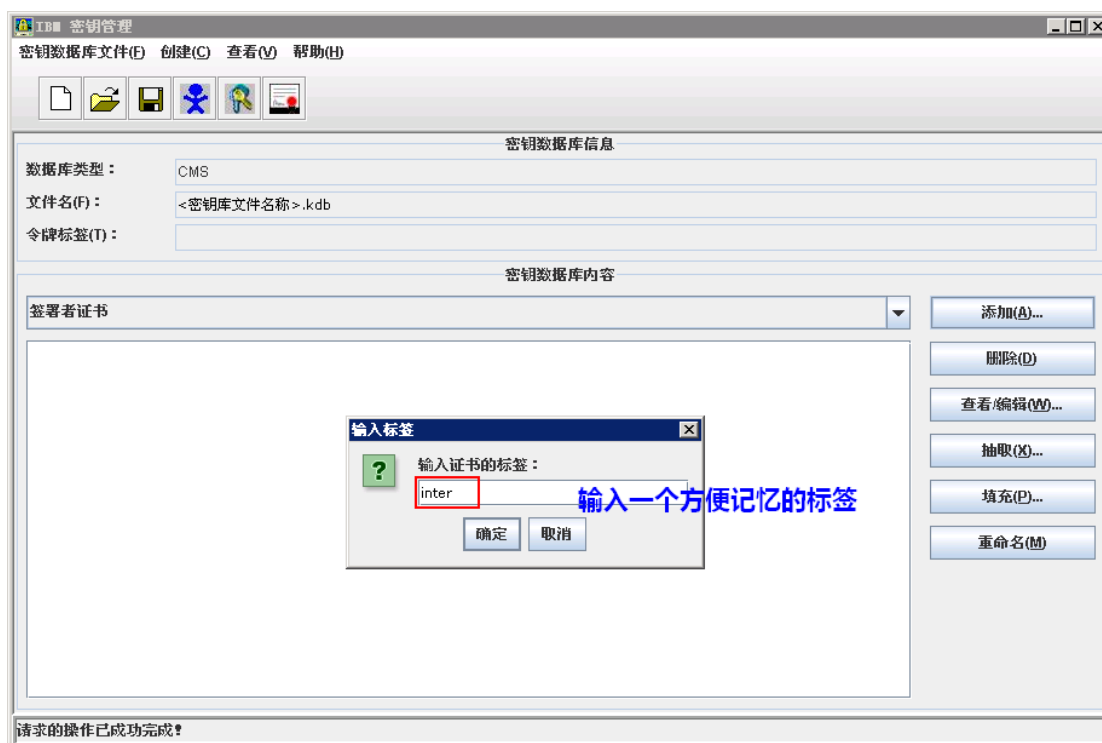 IBM 密钥管理
密钥数据库文件(F) 创建(C) 查看(V) 帮助(H)
密钥数据库信息
数据库类型：
CMS
文件名(F)：
<密钥库文件名称>.kdb
令牌标签(T)：
密钥数据库内容
签署者证书
添加(A)...
删除(D)
查看/编辑(W)...
抽取(X)...
填充(P)...
重命名(M)
输入标签
输入证书的标签：
inter
输入一个方便记忆的标签
确定
取消
请求的操作已成功完成！